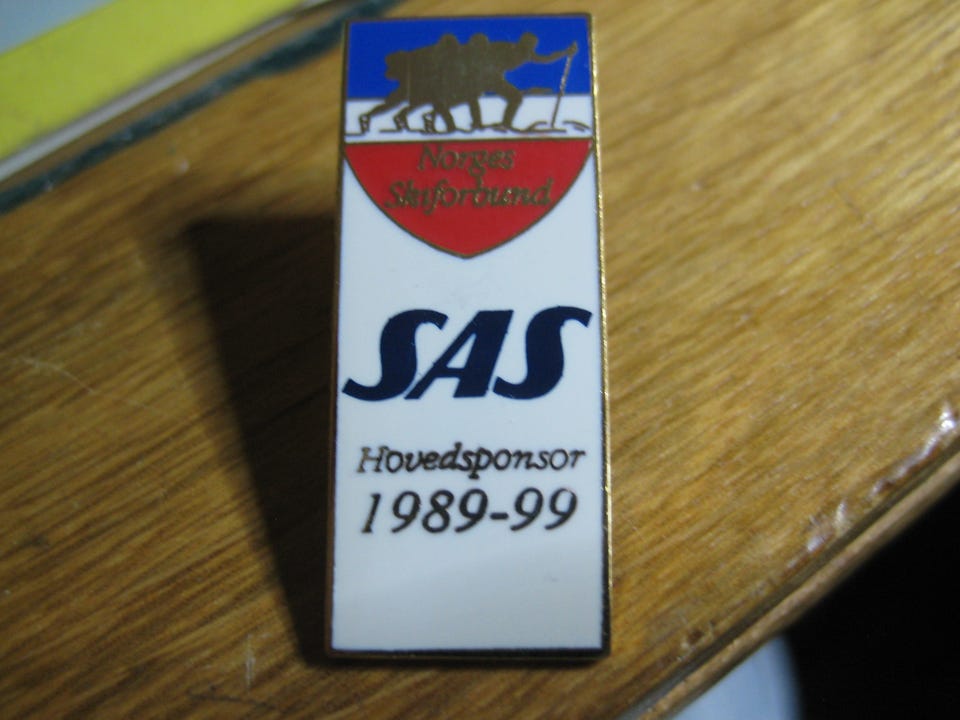 Norges
Skiforbund
SAS
Hovedsponsor
1989-99